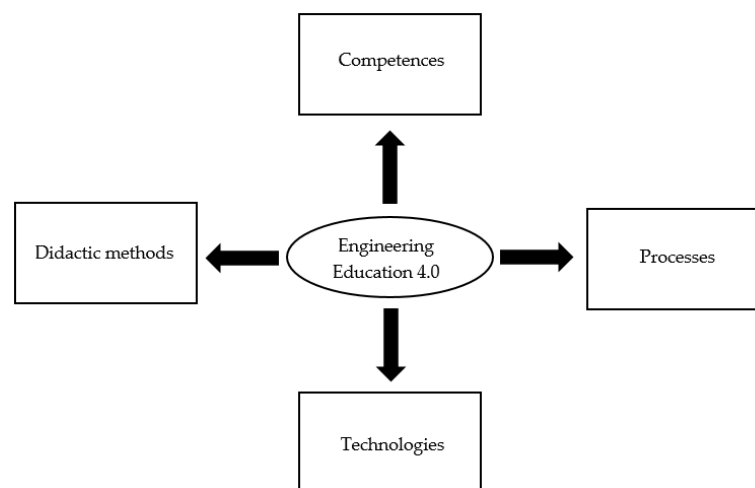 Competences
Didactic methods
Engineering
Education 4.0
Processes
Technologies